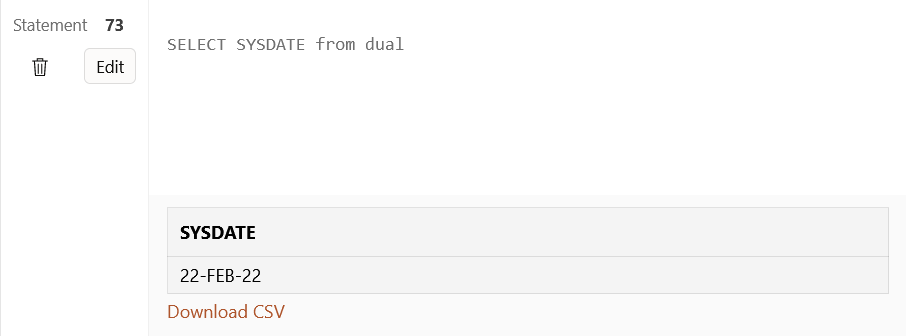 Statement 73
Edit
SELECT SYSDATE from dual
SYSDATE
22-FEB-22
Download CSV